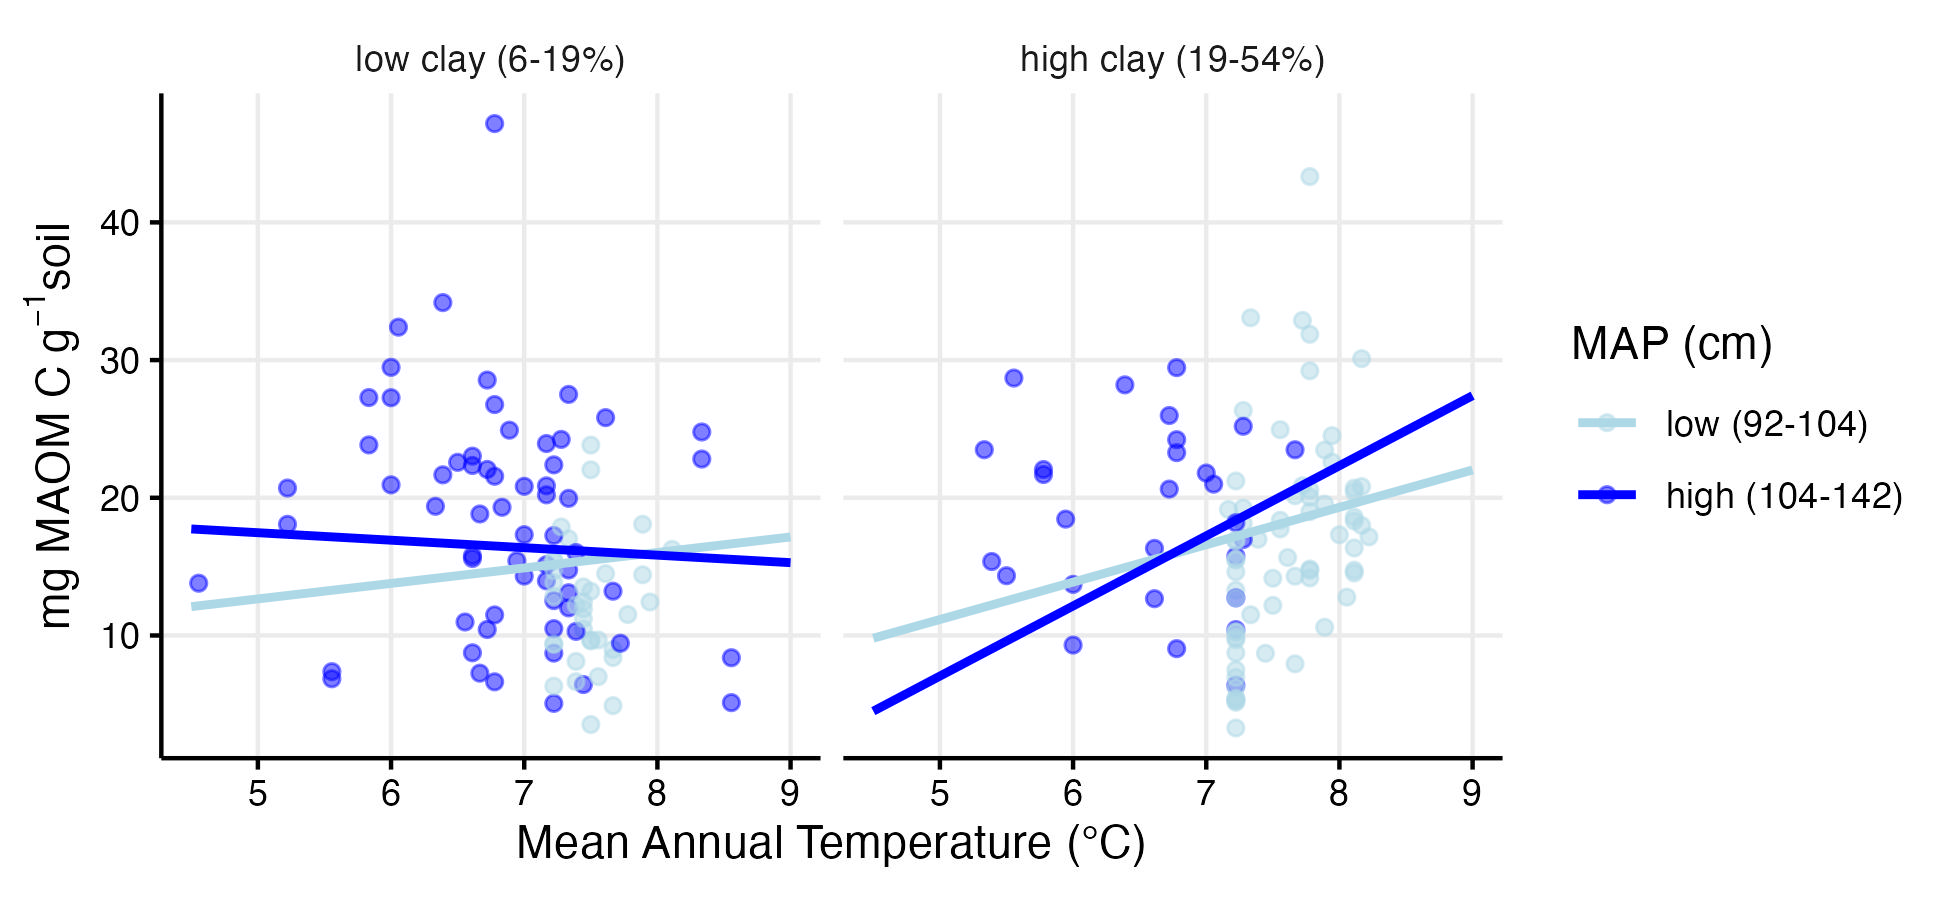 low clay (6-19%)
high clay (19-54%)
mg MAOM C g⁻¹soil
40
30
20
10
5 6 7 8 9
5 6 7 8 9
Mean Annual Temperature (°C)
MAP (cm)
low (92-104)
high (104-142)